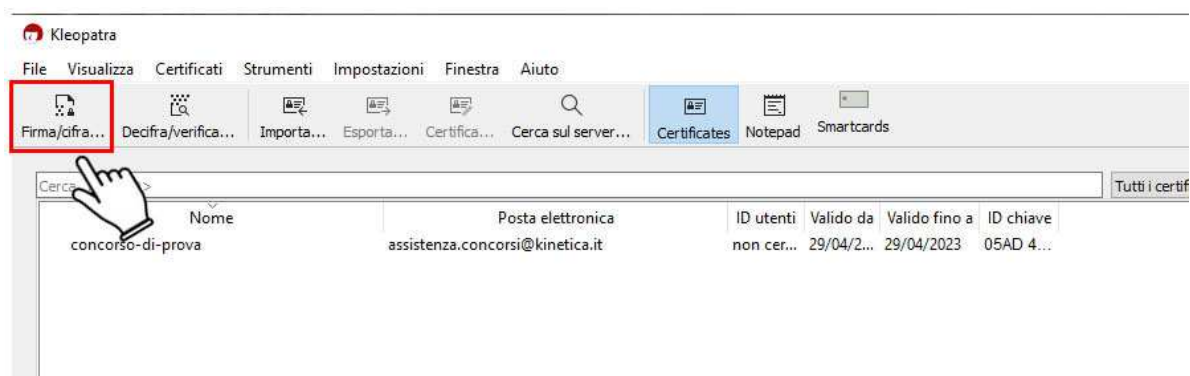 Kleopatra
File Visualizza Certificati Strumenti Impostazioni Finestra Aiuto
Firma/cifra... Decifra/verifica... Importa... Esporta... Certifica... Cerca sul server... Certificates Notepad Smartcards
Cerca Tutti i certif
Nome Posta elettronica ID utenti Valido da Valido fino a ID chiave
concorso-di-prova assistenza.concorsi@kinetica.it non cer... 29/04/2... 29/04/2023 05AD 4...